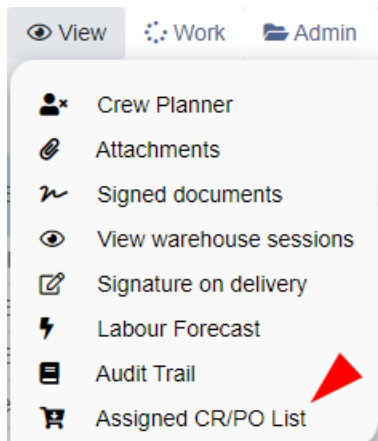 View Work Admin
Crew Planner
Attachments
Signed documents
View warehouse sessions
Signature on delivery
Labour Forecast
Audit Trail
Assigned CR/PO List